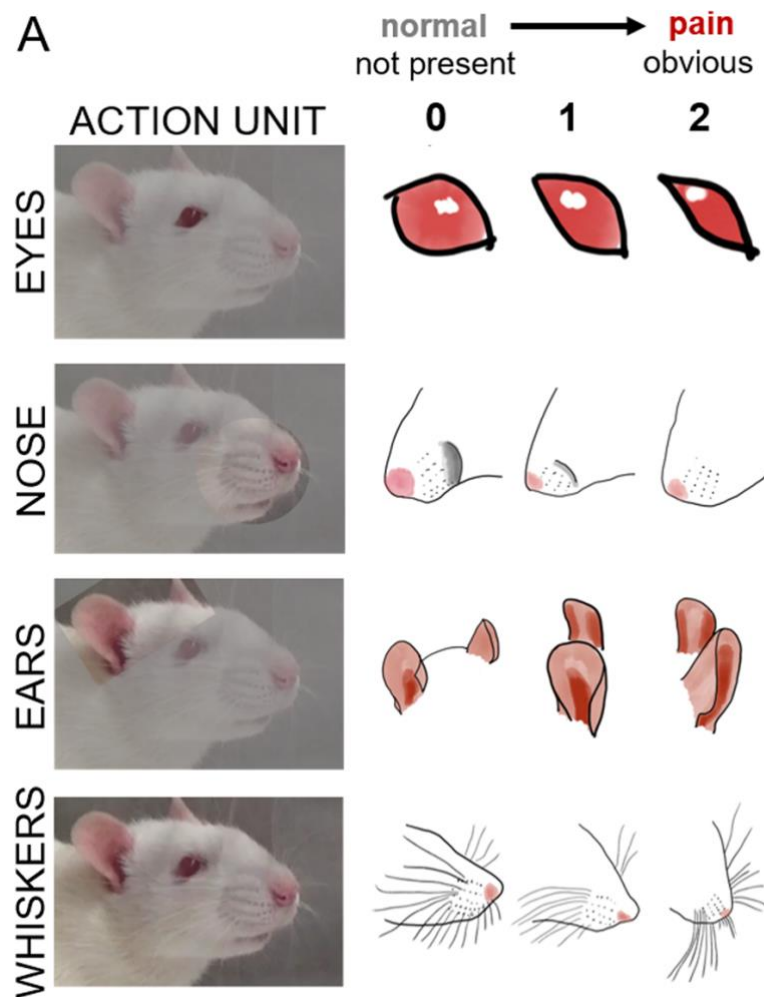 A
normal pain
not present obvious
ACTION UNIT 0 1 2
EYES
NOSE
EARS
WHISKERS